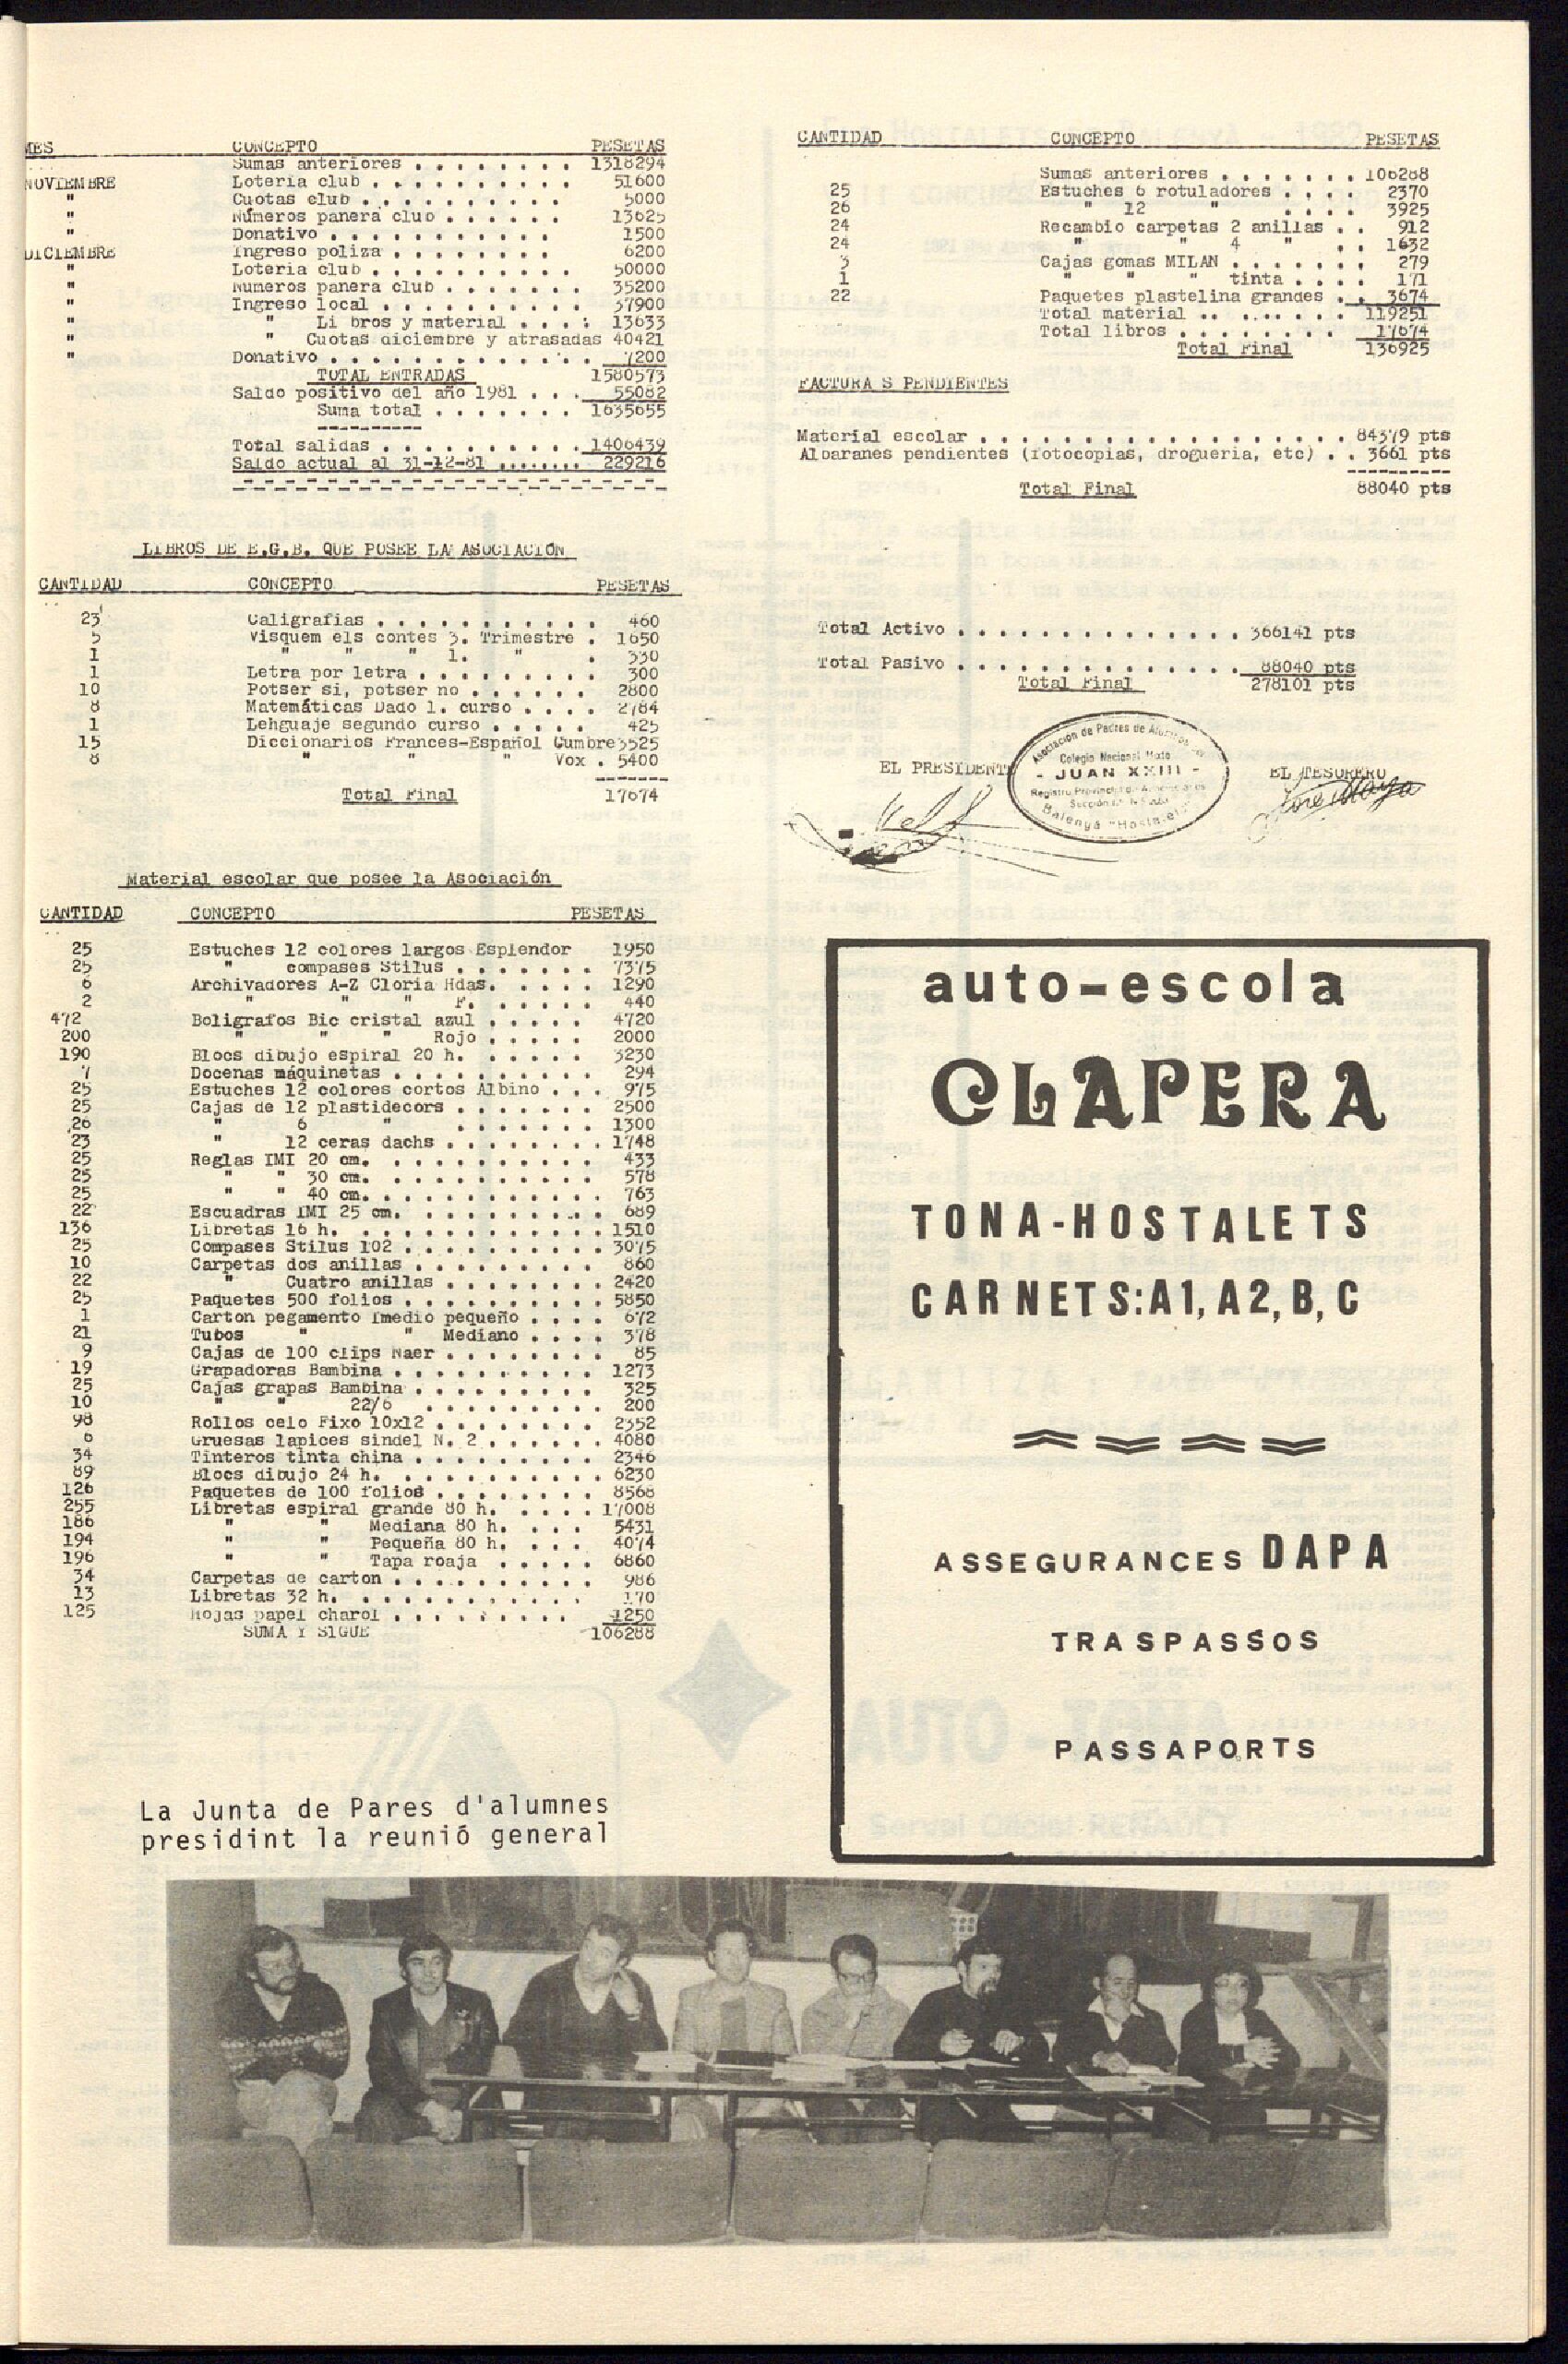 MES CONCEPTO PESETAS
Sumas anteriores . . . . . . . . 1318294
NOVIEMBRE Loteria club . . . . . . . . . . 51600
" Cuotas club . . . . . . . . . . 5000
" Números panera club . . . . . . 13625
" Donativo . . . . . . . . . . . 1500
DICIEMBRE Ingreso poliza . . . . . . . . 6200
" Loteria club . . . . . . . . . . 50000
" Numeros panera club . . . . . . 35200
" Ingreso local . . . . . . . . . . 37900
" " Li bros y material . . . . 13633
" " Cuotas diciembre y atrasadas 40421
" Donativo . . . . . . . . . . . . . 7200
TOTAL ENTRADAS 1580573
Saldo positivo del año 1981 . . . 55082
Suma total . . . . . . . 1635655
----------
Total salidas . . . . . . . . . . 1406439
Saldo actual al 31-12-81 ........ 229216
LIBROS DE E.G.B. QUE POSEE LA ASOCIACIÓN
CANTIDAD CONCEPTO PESETAS
23 Caligrafias . . . . . . . . . . . 460
5 Visquem els contes 3. Trimestre . 1650
1 " " " 1. " . 330
1 Letra por letra . . . . . . . . . 300
10 Potser si, potser no . . . . . . 2800
8 Matemáticas Dado 1. curso . . . . 2784
1 Lehguaje segundo curso . . . . . 425
15 Diccionarios Frances-Español Cumbre 3525
8 " " " Vox . 5400
-------
Total Final 17674
Material escolar que posee la Asociación
CANTIDAD CONCEPTO PESETAS
25 Estuches 12 colores largos Esplendor 1950
25 " compases Stilus . . . . . . . 7375
6 Archivadores A-Z Cloria Hdas. . . . . 1290
2 " " " F. . . . . . 440
472 Boligrafos Bic cristal azul . . . . . 4720
200 " " " Rojo . . . . . 2000
190 Blocs dibujo espiral 20 h. . . . . . 3230
7 Docenas máquinetas . . . . . . . . . . 294
25 Estuches 12 colores cortos Albino . . . 975
25 Cajas de 12 plastidecors . . . . . . . 2500
26 " 6 " . . . . . . . 1300
23 " 12 ceras dachs . . . . . . . . 1748
25 Reglas IMI 20 cm. . . . . . . . . . . 433
25 " " 30 cm. . . . . . . . . . . 578
25 " " 40 cm. . . . . . . . . . . 763
22 Escuadras IMI 25 cm. . . . . . . . . 689
136 Libretas 16 h. . . . . . . . . . . . 1510
25 Compases Stilus 102 . . . . . . . . . . 3075
10 Carpetas dos anillas . . . . . . . . . 860
22 " Cuatro anillas . . . . . . . . 2420
25 Paquetes 500 folios . . . . . . . . . . 5850
1 Carton pegamento Imedio pequeño . . . . 672
21 Tubos " " Mediano . . . . 378
9 Cajas de 100 clips Naer . . . . . . . . 85
19 Grapadoras Bambina . . . . . . . . . . 1273
25 Cajas grapas Bambina . . . . . . . . . 325
10 " " 22/6 . . . . . . . . 200
98 Rollos celo Fixo 10x12 . . . . . . . . 2352
6 Gruesas lapices sindel N. 2 . . . . . . 4080
34 Tinteros tinta china . . . . . . . . . 2346
89 Blocs dibujo 24 h. . . . . . . . . . . 6230
126 Paquetes de 100 folios . . . . . . . . 8568
255 Libretas espiral grande 80 h. . . . . 17008
186 " " Mediana 80 h. . . . 5431
194 " " Pequeña 80 h. . . . 4074
196 " " Tapa roaja . . . . . 6860
34 Carpetas de carton . . . . . . . . . . 986
13 Libretas 32 h. . . . . . . . . . . . 170
125 Hojas papel charol . . . . . . . . . 1250
SUMA Y SIGUE 106288
La Junta de Pares d'alumnes
presidint la reunió general
CANTIDAD CONCEPTO PESETAS
Sumas anteriores . . . . . . . 106288
25 Estuches 6 rotuladores . . . . 2370
26 " 12 " . . . . 3925
24 Recambio carpetas 2 anillas . . 912
24 " " 4 " . . 1632
3 Cajas gomas MILAN . . . . . . . 279
1 " " " tinta . . . . 171
22 Paquetes plastelina grandes . . 3674
Total material . . . . . . . . 119251
Total libros . . . . . . . . . 17674
Total Final 136925
FACTURA S PENDIENTES
Material escolar . . . . . . . . . . . . . . . . . . . 84379 pts
Albaranes pendientes (fotocopias, drogueria, etc) . . 3661 pts
----------
Total Final 88040 pts
Total Activo . . . . . . . . . . . . . . . 366141 pts
Total Pasivo . . . . . . . . . . . . . . . 88040 pts
Total Final 278101 pts
EL PRESIDENTE
Asociacion de Padres de Alumnos
Colegio Nacional Mixto
- JUAN XXIII -
Balenyá "Hostalets"
EL TESORERO
José Maya
auto-escola
CLAPERA
TONA-HOSTALETS
CARNETS:A1, A2, B, C
ASSEGURANCES DAPA
TRASPASSOS
PASSAPORTS